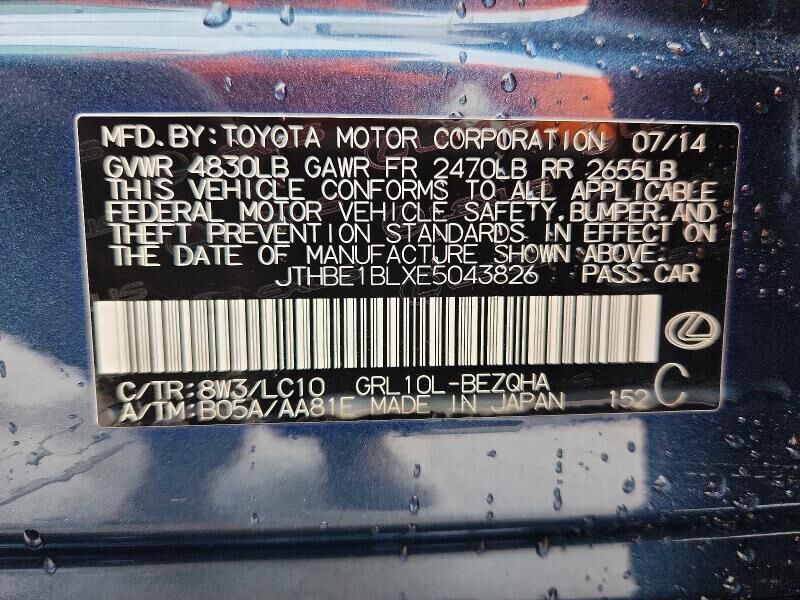 MFD. BY: TOYOTA MOTOR CORPORATION 07/14
GVWR 4830LB GAWR FR 2470LB RR 2655LB
THIS VEHICLE CONFORMS TO ALL APPLICABLE
FEDERAL MOTOR VEHICLE SAFETY, BUMPER, AND
THEFT PREVENTION STANDARDS IN EFFECT ON
THE DATE OF MANUFACTURE SHOWN ABOVE.
JTHBE1BLXE5043826 PASS. CAR
C/TR: 8W3/LC10 GRL10L-BEZQHA
A/TM: B05A/AA81E MADE IN JAPAN 152 C